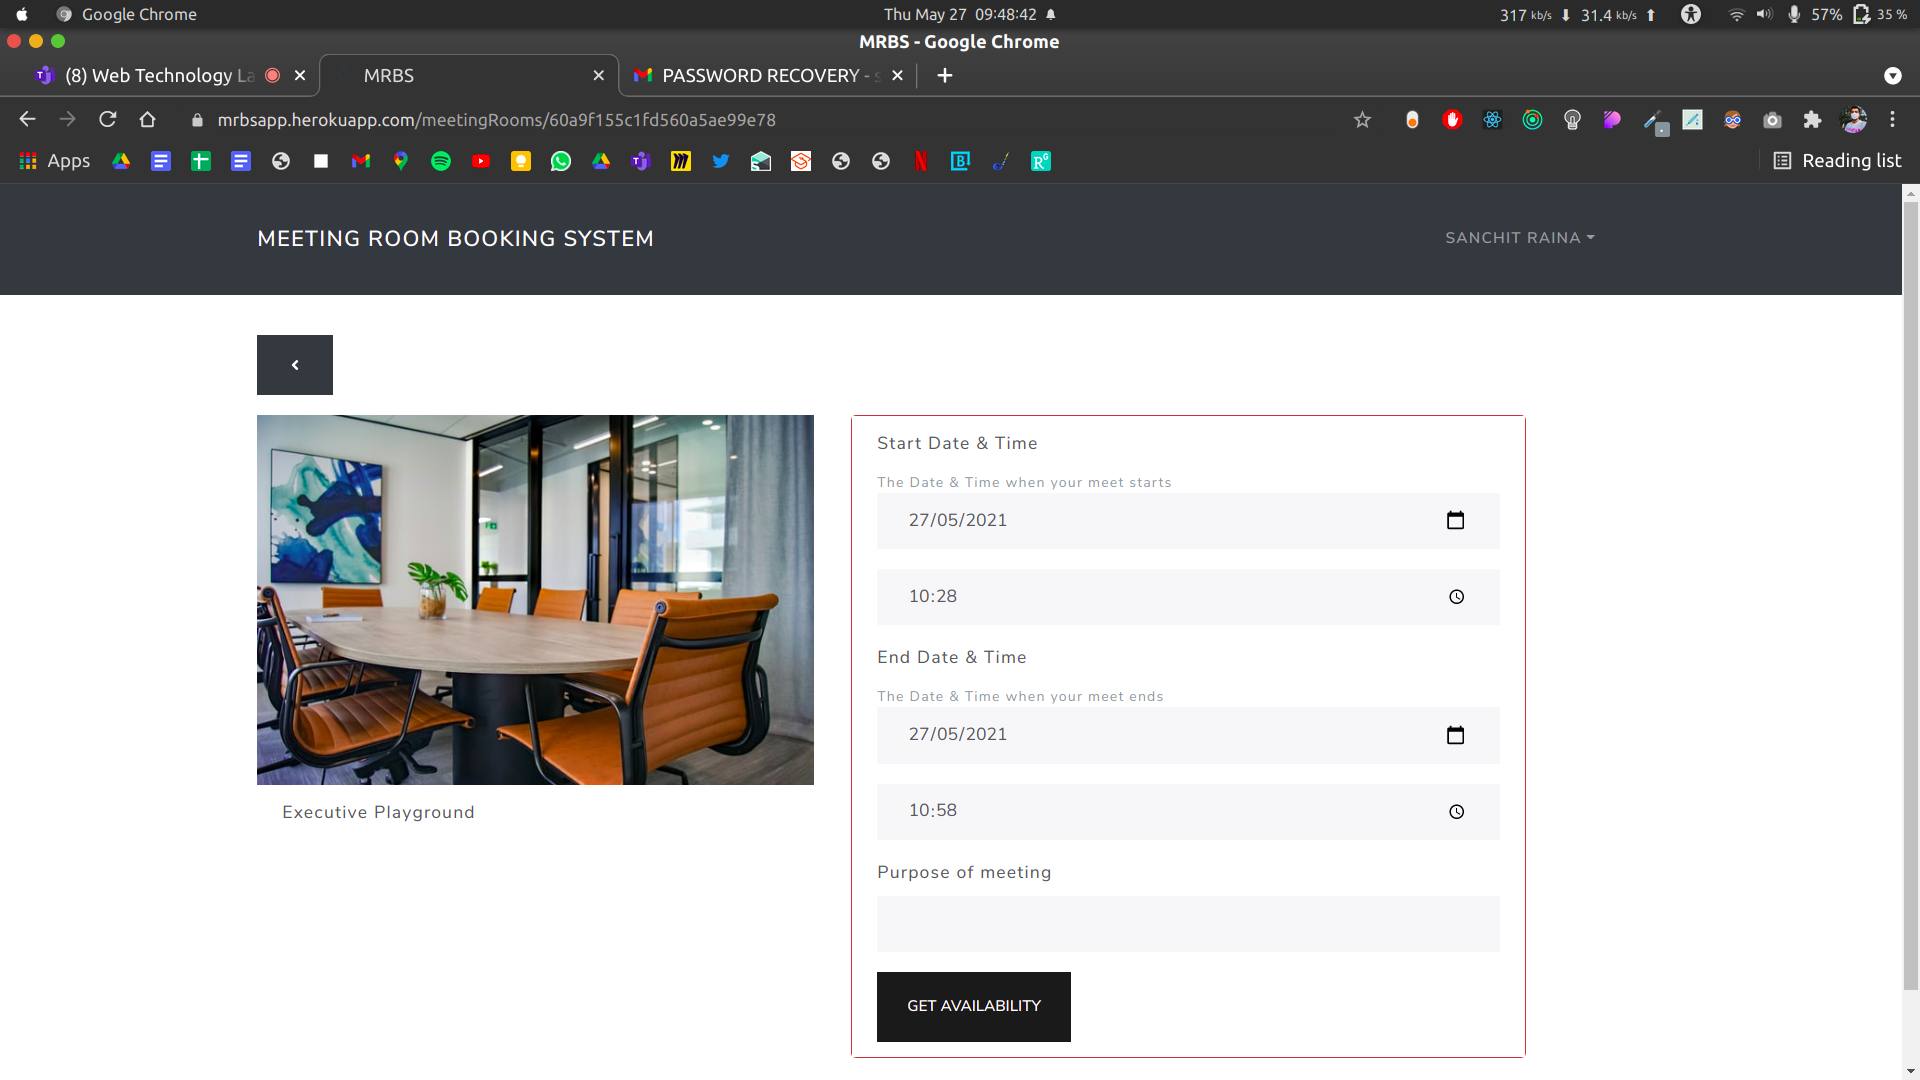 Google Chrome
Thu May 27 09:48:42
317 kb/s 31.4 kb/s 57% 35 %
MRBS - Google Chrome
(8) Web Technology La
MRBS
PASSWORD RECOVERY - s
mrbsapp.herokuapp.com/meetingRooms/60a9f155c1fd560a5ae99e78
Apps
Reading list
MEETING ROOM BOOKING SYSTEM
SANCHIT RAINA
Start Date & Time
The Date & Time when your meet starts
27/05/2021
10:28
End Date & Time
The Date & Time when your meet ends
27/05/2021
10:58
Executive Playground
Purpose of meeting
GET AVAILABILITY